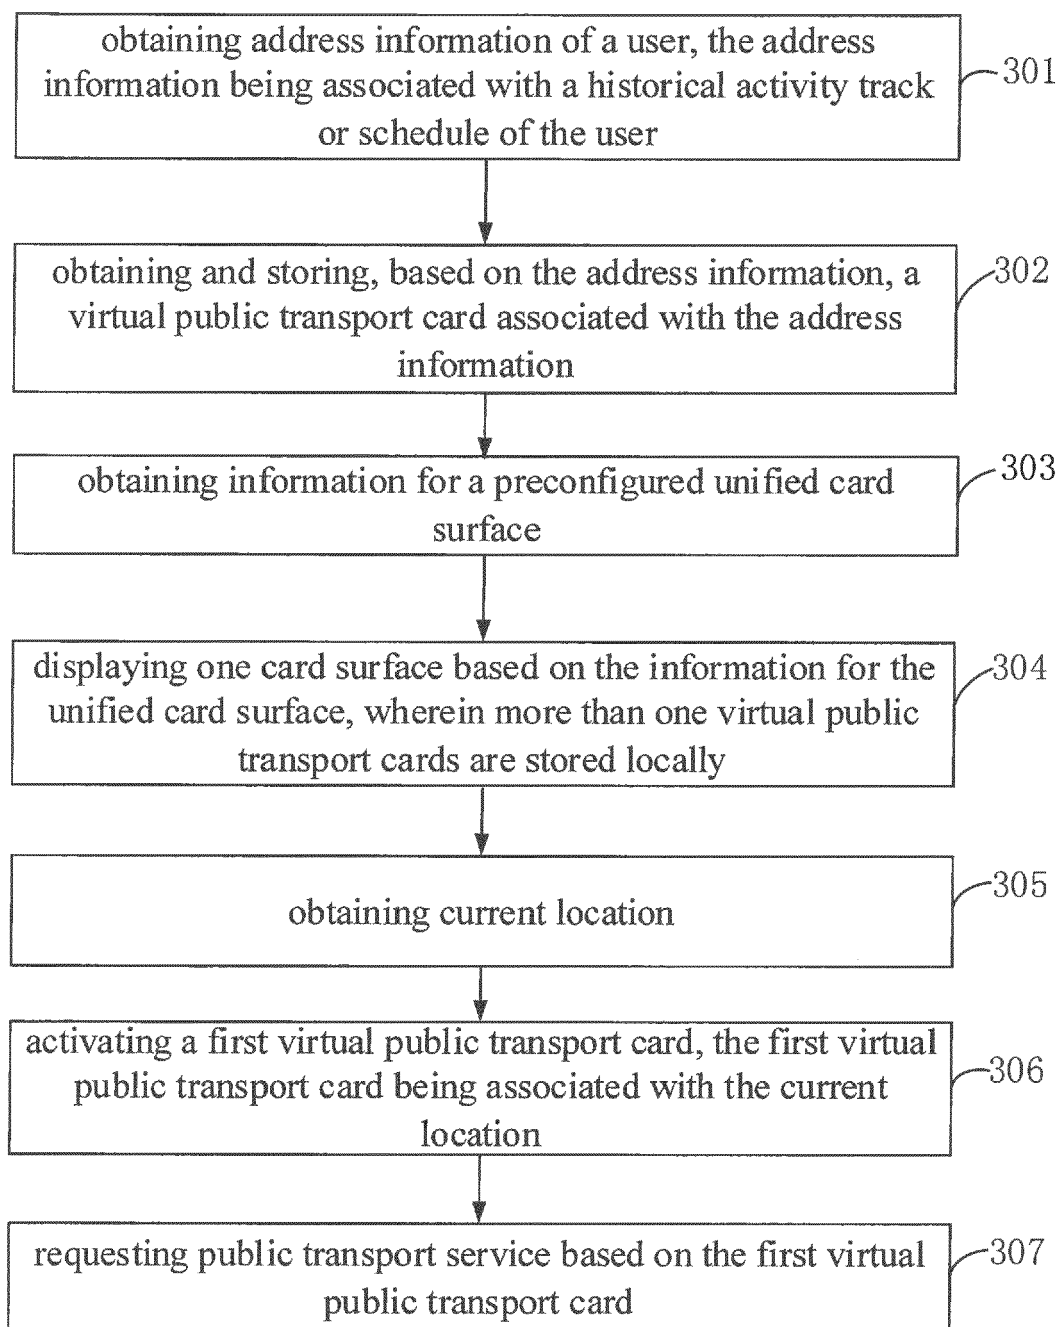 obtaining address information of a user, the address
information being associated with a historical activity track
or schedule of the user
301
obtaining and storing, based on the address information, a
virtual public transport card associated with the address
information
302
obtaining information for a preconfigured unified card
surface
303
displaying one card surface based on the information for the
unified card surface, wherein more than one virtual public
transport cards are stored locally
304
obtaining current location
305
activating a first virtual public transport card, the first virtual
public transport card being associated with the current
location
306
requesting public transport service based on the first virtual
public transport card
307